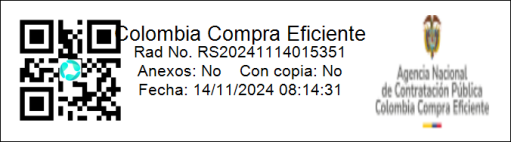 Colombia Compra Eficiente
Rad No. RS20241114015351
Anexos: No Con copia: No
Fecha: 14/11/2024 08:14:31
Agencia Nacional
de Contratación Pública
Colombia Compra Eficiente